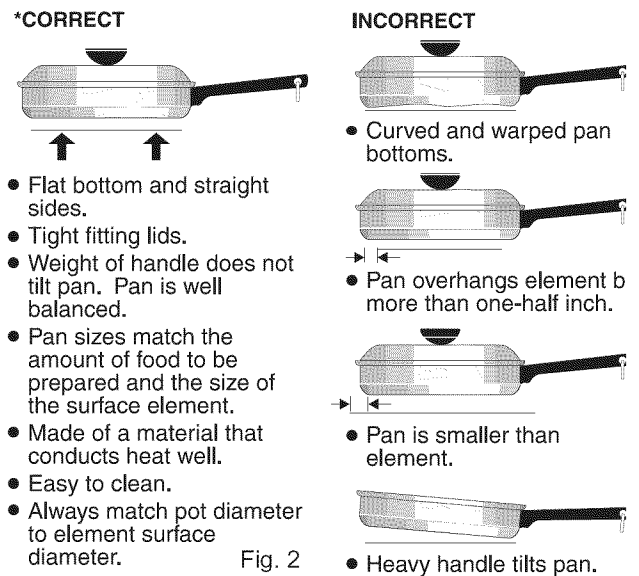 *CORRECT
● Flat bottom and straight
sides.
● Tight fitting lids.
● Weight of handle does not
tilt pan. Pan is well
balanced.
● Pan sizes match the
amount of food to be
prepared and the size of
the surface element.
● Made of a material that
conducts heat well.
● Easy to clean.
● Always match pot diameter
to element surface
diameter. Fig. 2
INCORRECT
● Curved and warped pan
bottoms.
● Pan overhangs element b
more than one-half inch.
● Pan is smaller than
element.
● Heavy handle tilts pan.